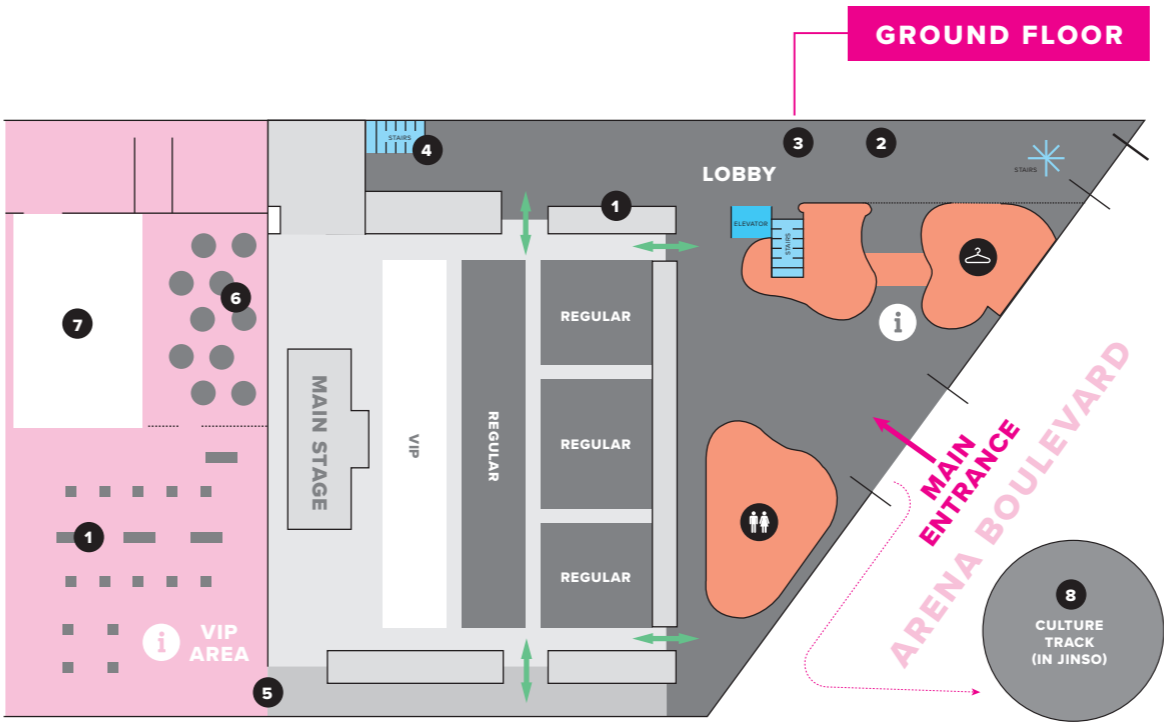 GROUND FLOOR
STAIRS
4
3
2
LOBBY
STAIRS
1
ELEVATOR
STAIRS
6
7
i
REGULAR
MAIN STAGE
VIP
REGULAR
REGULAR
REGULAR
MAIN
ENTRANCE
ARENA BOULEVARD
1
i
VIP
AREA
5
8
CULTURE
TRACK
(IN JINSO)